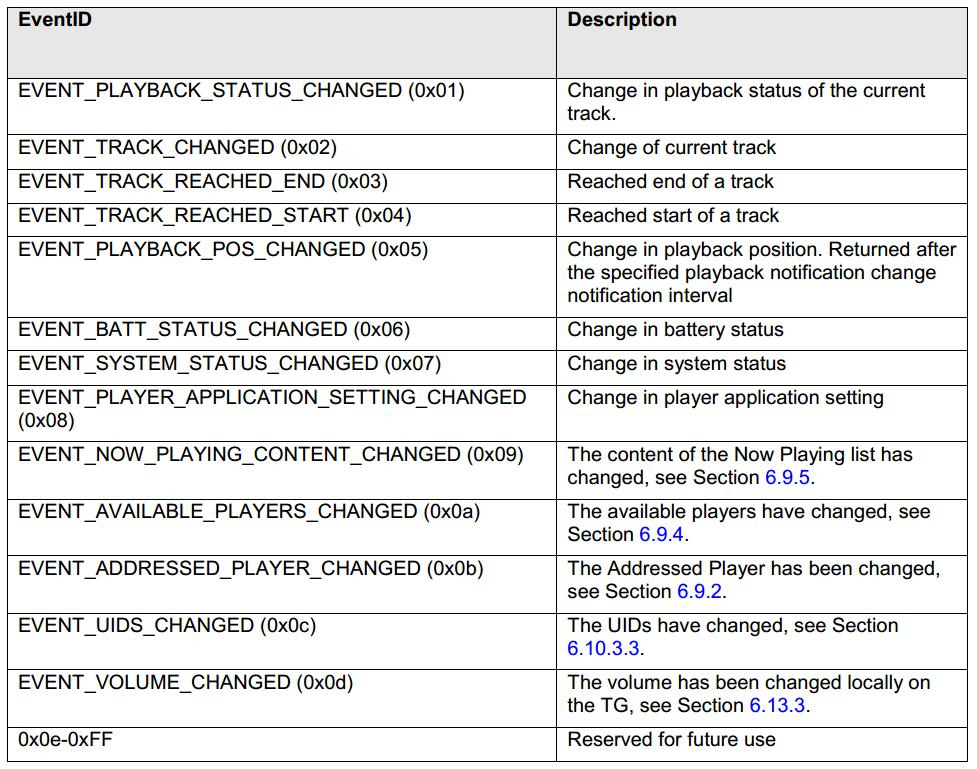 EventID
Description
EVENT_PLAYBACK_STATUS_CHANGED (0x01)
Change in playback status of the current
track.
EVENT_TRACK_CHANGED (0x02)
Change of current track
EVENT_TRACK_REACHED_END (0x03)
Reached end of a track
EVENT_TRACK_REACHED_START (0x04)
Reached start of a track
EVENT_PLAYBACK_POS_CHANGED (0x05)
Change in playback position. Returned after
the specified playback notification change
notification interval
EVENT_BATT_STATUS_CHANGED (0x06)
Change in battery status
EVENT_SYSTEM_STATUS_CHANGED (0x07)
Change in system status
EVENT_PLAYER_APPLICATION_SETTING_CHANGED
(0x08)
Change in player application setting
EVENT_NOW_PLAYING_CONTENT_CHANGED (0x09)
The content of the Now Playing list has
changed, see Section 6.9.5.
EVENT_AVAILABLE_PLAYERS_CHANGED (0x0a)
The available players have changed, see
Section 6.9.4.
EVENT_ADDRESSED_PLAYER_CHANGED (0x0b)
The Addressed Player has been changed,
see Section 6.9.2.
EVENT_UIDS_CHANGED (0x0c)
The UIDs have changed, see Section
6.10.3.3.
EVENT_VOLUME_CHANGED (0x0d)
The volume has been changed locally on
the TG, see Section 6.13.3.
0x0e-0xFF
Reserved for future use